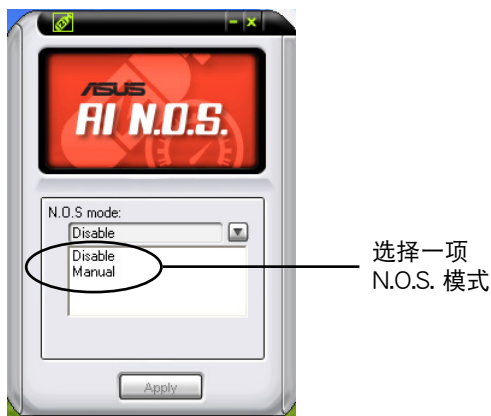 ASUS
AI N.O.S.
N.O.S mode:
Disable
Disable
Manual
选择一项
N.O.S. 模式
Apply